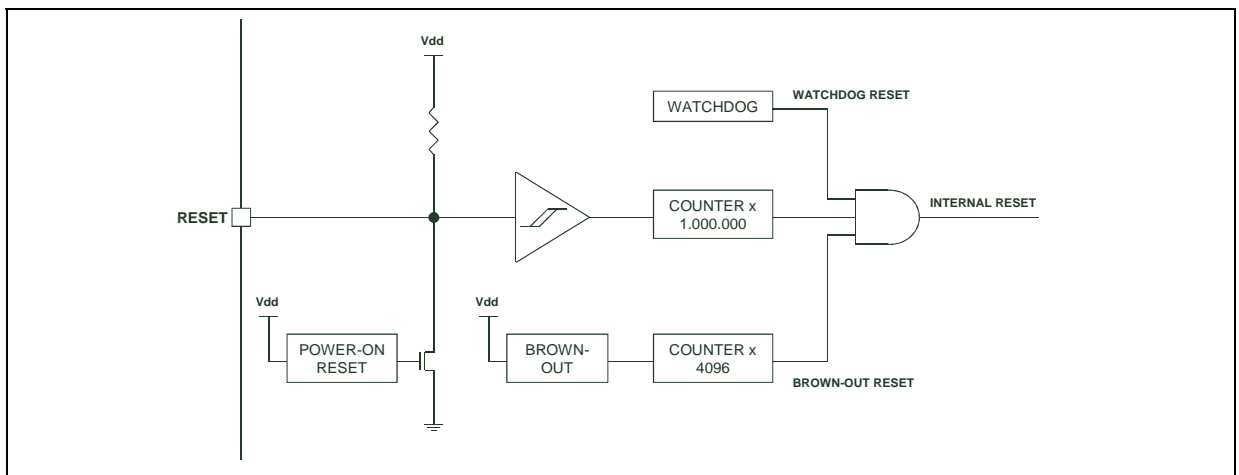 Vdd
WATCHDOG
WATCHDOG RESET
RESET
COUNTER x
1.000.000
INTERNAL RESET
Vdd
Vdd
POWER-ON
RESET
BROWN-
OUT
COUNTER x
4096
BROWN-OUT RESET